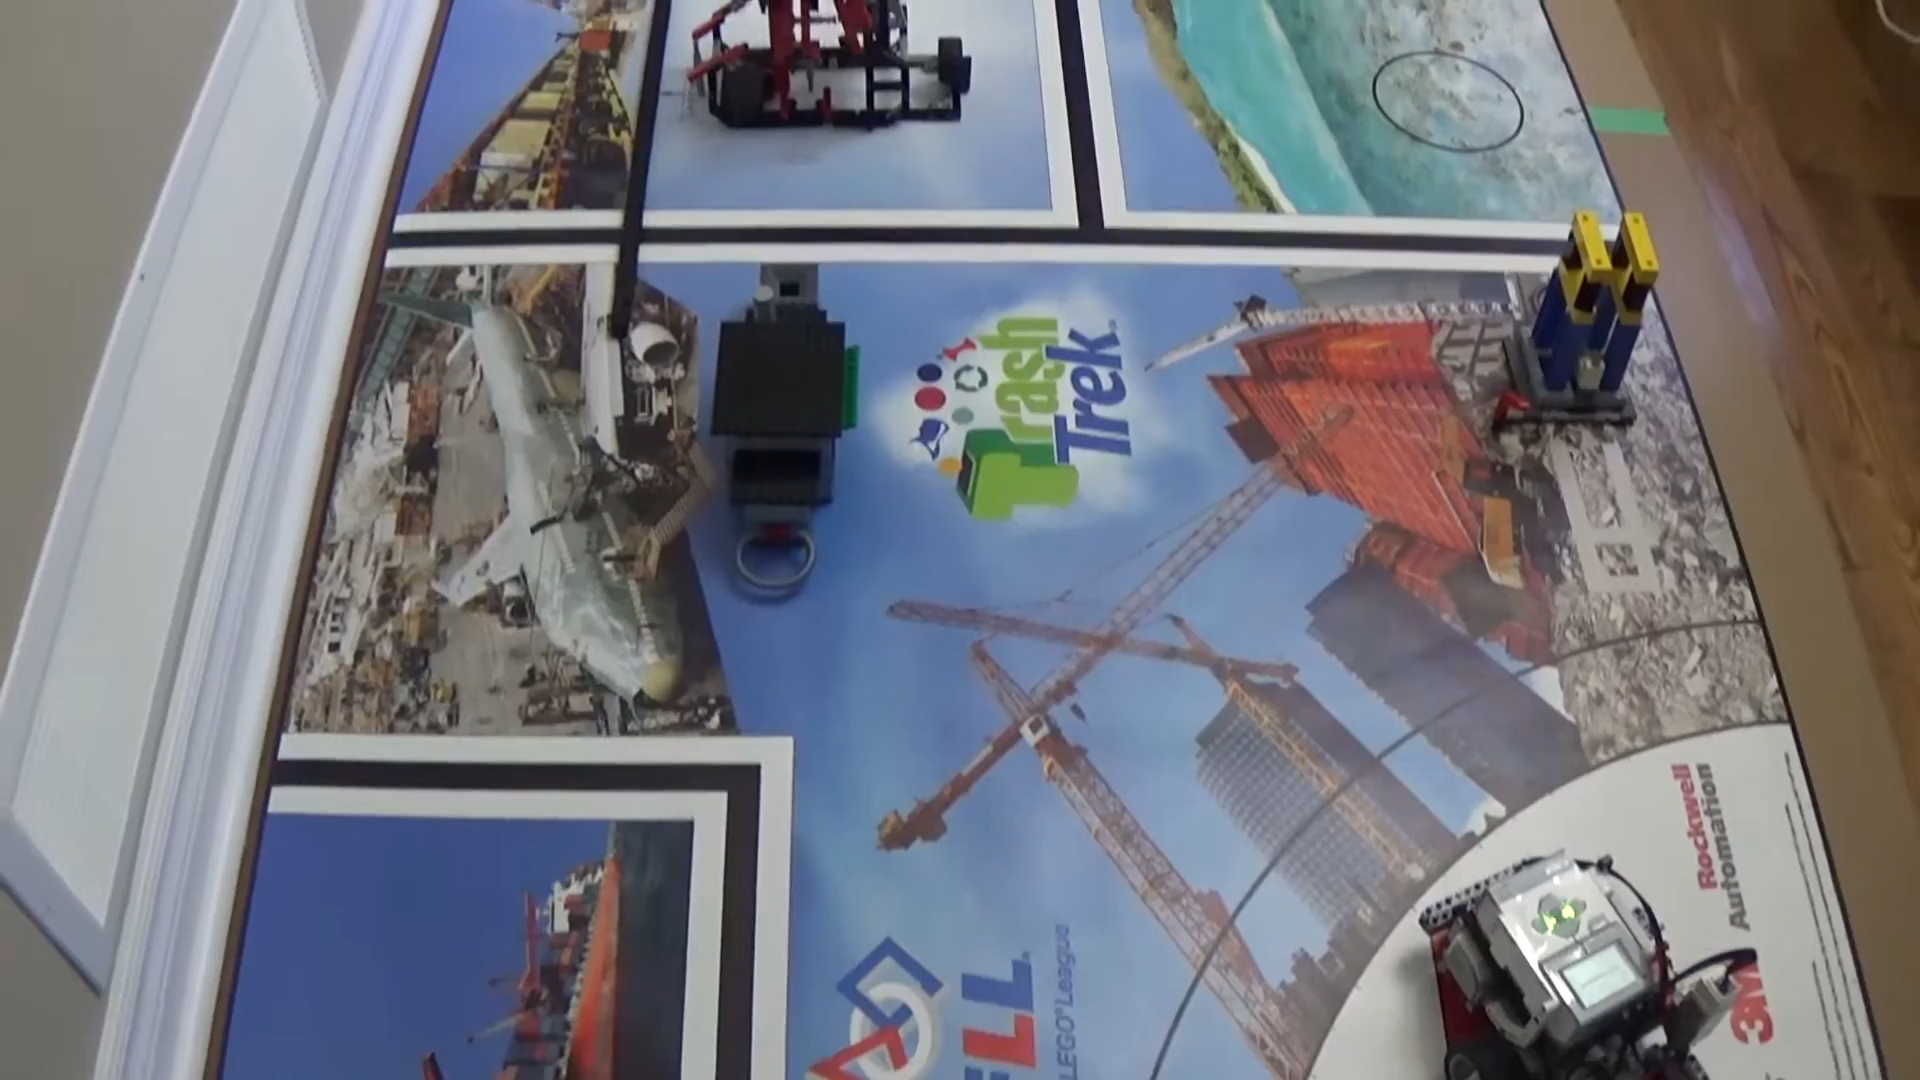 Trash
Trek
Rockwell
Automation
3M
LL
LEGO® League